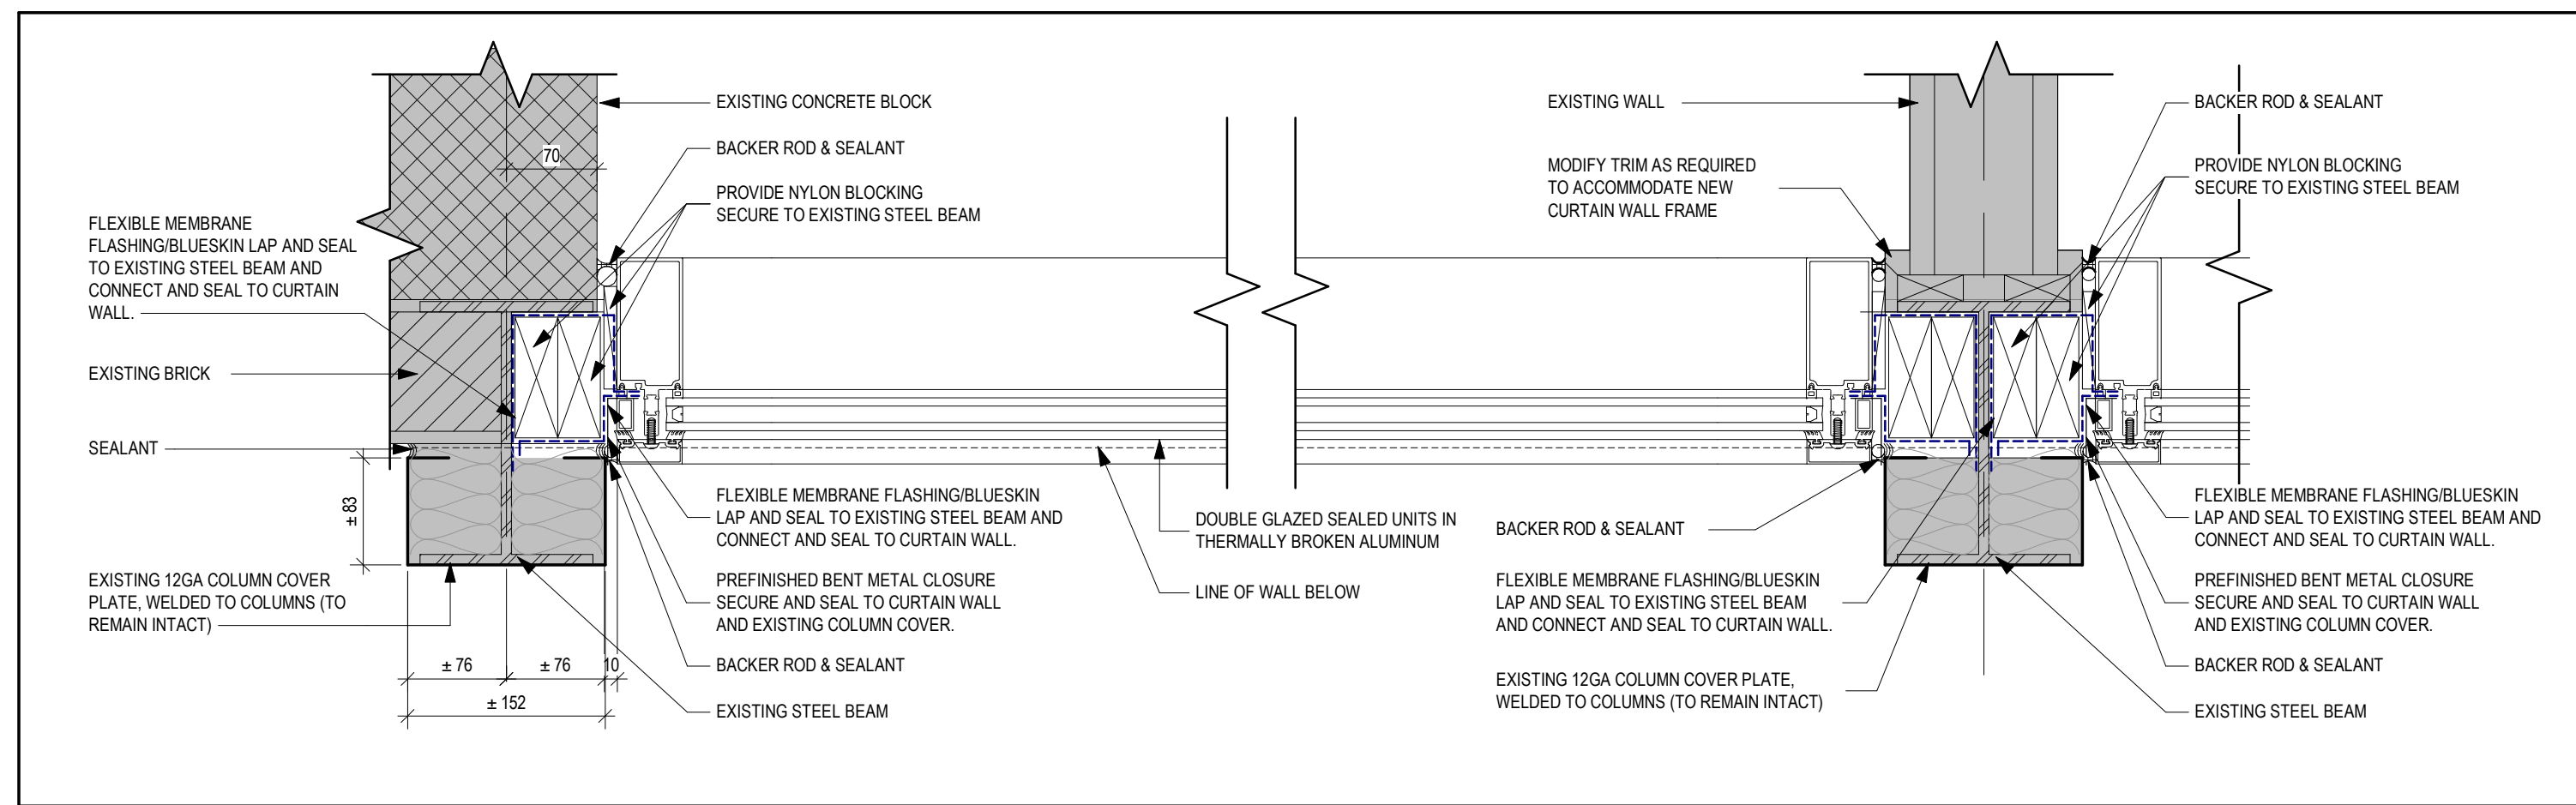 EXISTING CONCRETE BLOCK
BACKER ROD & SEALANT
70
PROVIDE NYLON BLOCKING
SECURE TO EXISTING STEEL BEAM
FLEXIBLE MEMBRANE
FLASHING/BLUESKIN LAP AND SEAL
TO EXISTING STEEL BEAM AND
CONNECT AND SEAL TO CURTAIN
WALL.
EXISTING BRICK
SEALANT
± 83
EXISTING 12GA COLUMN COVER
PLATE, WELDED TO COLUMNS (TO
REMAIN INTACT)
± 76
± 76
10
± 152
FLEXIBLE MEMBRANE FLASHING/BLUESKIN
LAP AND SEAL TO EXISTING STEEL BEAM AND
CONNECT AND SEAL TO CURTAIN WALL.
PREFINISHED BENT METAL CLOSURE
SECURE AND SEAL TO CURTAIN WALL
AND EXISTING COLUMN COVER.
BACKER ROD & SEALANT
EXISTING STEEL BEAM
DOUBLE GLAZED SEALED UNITS IN
THERMALLY BROKEN ALUMINUM
LINE OF WALL BELOW
EXISTING WALL
MODIFY TRIM AS REQUIRED
TO ACCOMMODATE NEW
CURTAIN WALL FRAME
BACKER ROD & SEALANT
FLEXIBLE MEMBRANE FLASHING/BLUESKIN
LAP AND SEAL TO EXISTING STEEL BEAM
AND CONNECT AND SEAL TO CURTAIN WALL.
EXISTING 12GA COLUMN COVER PLATE,
WELDED TO COLUMNS (TO REMAIN INTACT)
BACKER ROD & SEALANT
PROVIDE NYLON BLOCKING
SECURE TO EXISTING STEEL BEAM
FLEXIBLE MEMBRANE FLASHING/BLUESKIN
LAP AND SEAL TO EXISTING STEEL BEAM AND
CONNECT AND SEAL TO CURTAIN WALL.
PREFINISHED BENT METAL CLOSURE
SECURE AND SEAL TO CURTAIN WALL
AND EXISTING COLUMN COVER.
BACKER ROD & SEALANT
EXISTING STEEL BEAM